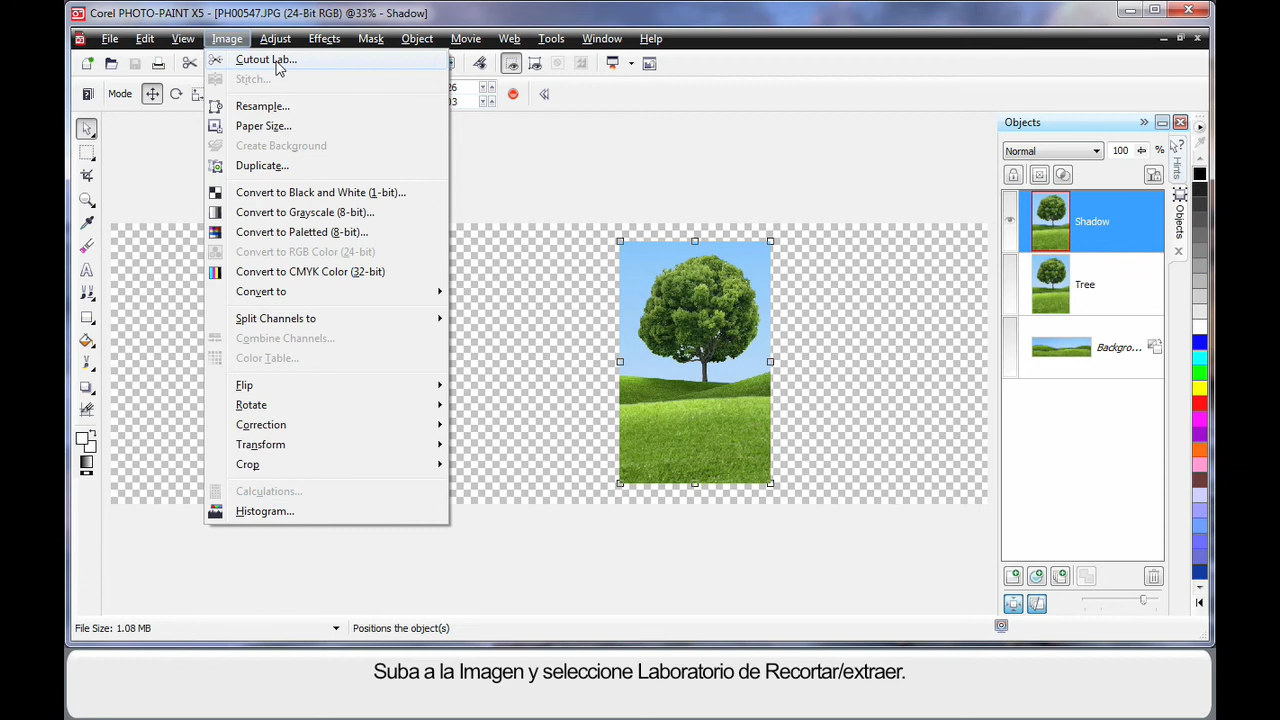 Corel PHOTO-PAINT X5 - [PH00547.JPG (24-Bit RGB) @33% - Shadow]
File Edit View Image Adjust Effects Mask Object Movie Web Tools Window Help
Cutout Lab...
Stitch...
Mode
26
03
Resample...
Paper Size...
Create Background
Duplicate...
Convert to Black and White (1-bit)...
Convert to Grayscale (8-bit)...
Convert to Paletted (8-bit)...
Convert to RGB Color (24-bit)
Convert to CMYK Color (32-bit)
Convert to
Split Channels to
Combine Channels...
Color Table...
Flip
Rotate
Correction
Transform
Crop
Calculations...
Histogram...
Objects
Normal 100 %
Shadow
Tree
Backgro...
Hints
Objects
File Size: 1.08 MB Positions the object(s)
Suba a la Imagen y seleccione Laboratorio de Recortar/extraer.